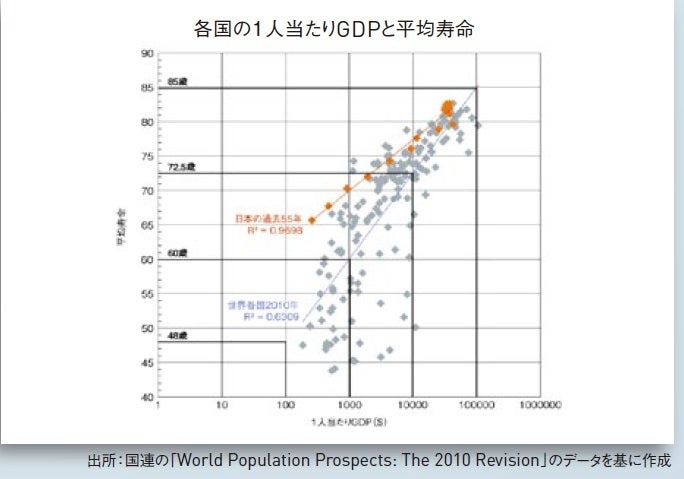 各国の1人当たりGDPと平均寿命
90
85歳
85
80
75
72.5歳
70
日本の過去55年
R² = 0.9698
65
平均寿命
60歳
60
55
世界各国2010年
R² = 0.6309
50
48歳
45
40
1 10 100 1000 10000 100000 1000000
1人当たりGDP($)
出所：国連の「World Population Prospects: The 2010 Revision」のデータを基に作成